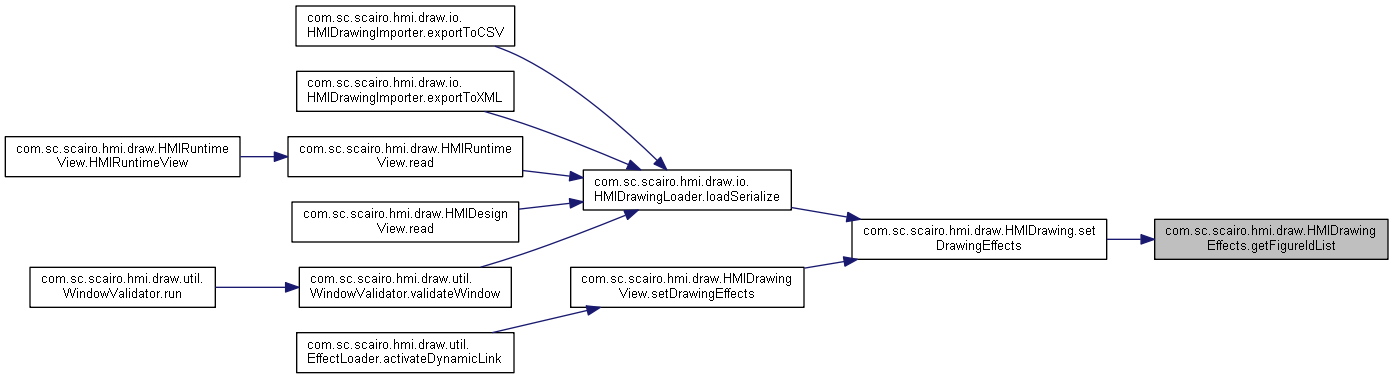 com.sc.scairo.hmi.draw.io.
HMIDrawingImporter.exportToCSV
com.sc.scairo.hmi.draw.io.
HMIDrawingImporter.exportToXML
com.sc.scairo.hmi.draw.HMIRuntime
View.HMIRuntimeView
com.sc.scairo.hmi.draw.HMIRuntime
View.read
com.sc.scairo.hmi.draw.io.
HMIDrawingLoader.loadSerialize
com.sc.scairo.hmi.draw.HMIDesign
View.read
com.sc.scairo.hmi.draw.HMIDrawing.set
DrawingEffects
com.sc.scairo.hmi.draw.HMIDrawing
Effects.getFigureIdList
com.sc.scairo.hmi.draw.util.
WindowValidator.run
com.sc.scairo.hmi.draw.util.
WindowValidator.validateWindow
com.sc.scairo.hmi.draw.HMIDrawing
View.setDrawingEffects
com.sc.scairo.hmi.draw.util.
EffectLoader.activateDynamicLink